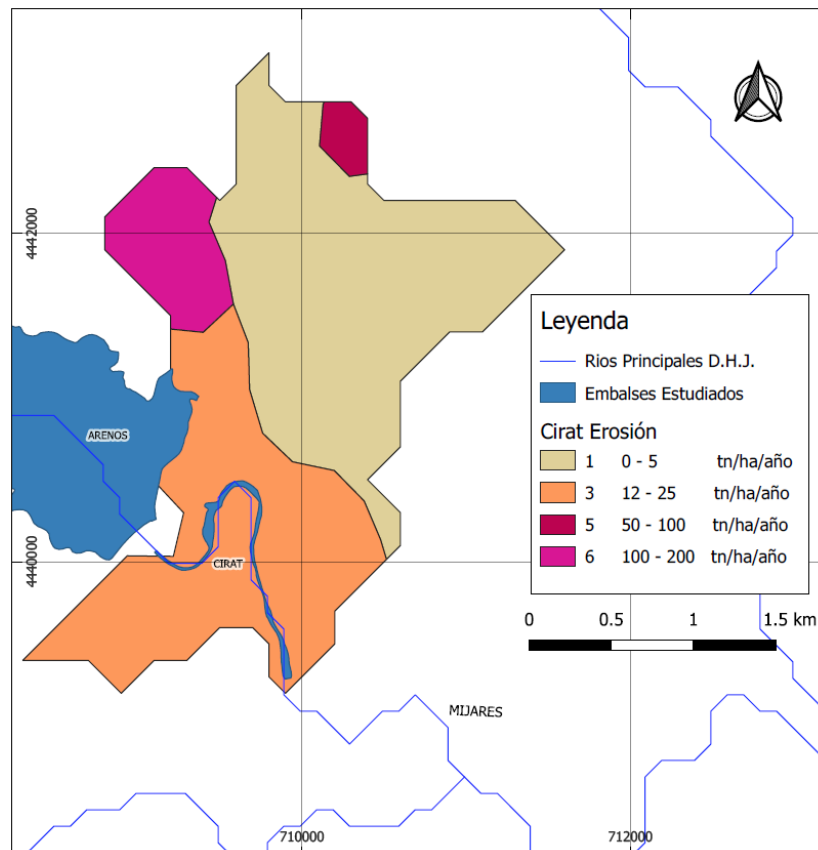 4442000
Leyenda
Rios Principales D.H.J.
Embalses Estudiados
Cirat Erosión
1 0 - 5 tn/ha/año
3 12 - 25 tn/ha/año
5 50 - 100 tn/ha/año
6 100 - 200 tn/ha/año
ARENOS
4440000
CIRAT
0 0.5 1 1.5 km
MIJARES
710000 712000